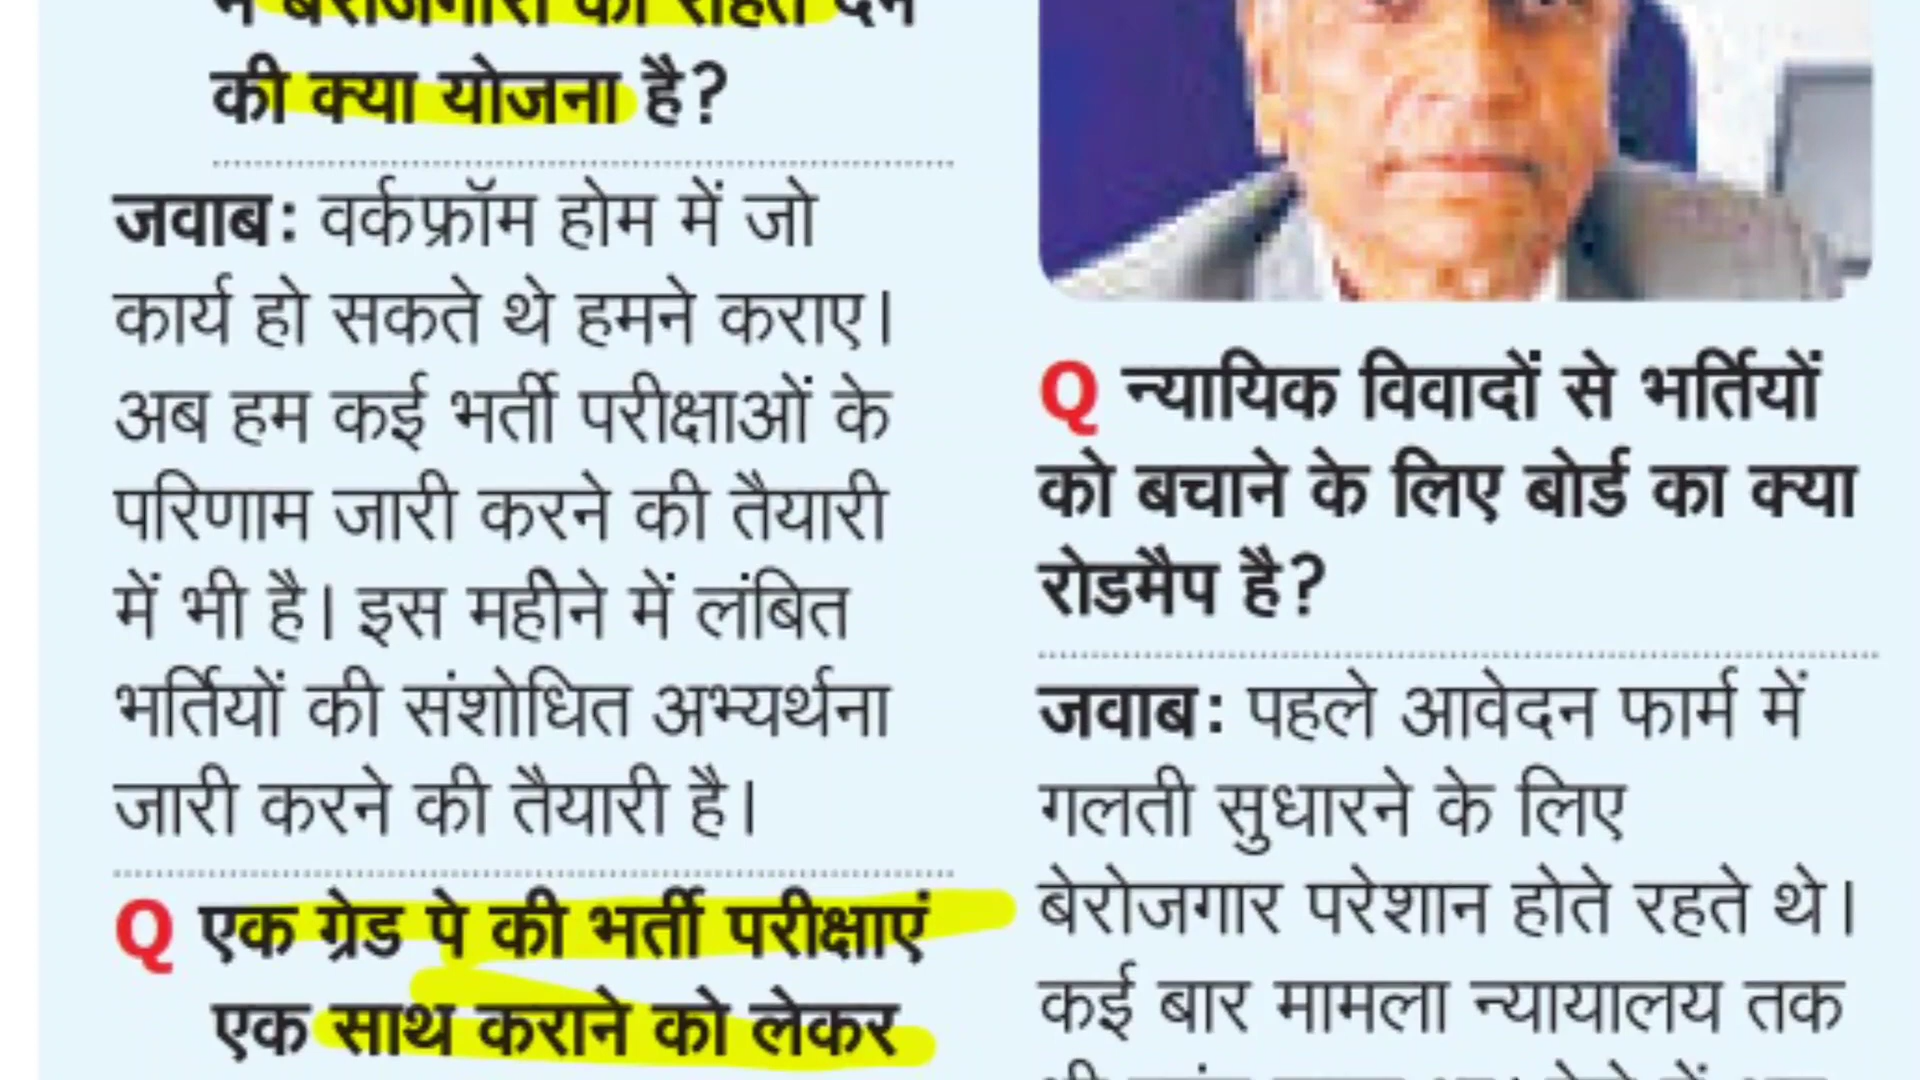 में बेरोजगारों को राहत देने
की क्या योजना है?
जवाब: वर्कफ्रॉम होम में जो
कार्य हो सकते थे हमने कराए।
अब हम कई भर्ती परीक्षाओं के
परिणाम जारी करने की तैयारी
में भी है। इस महीने में लंबित
भर्तियों की संशोधित अभ्यर्थना
जारी करने की तैयारी है।
Q एक ग्रेड पे की भर्ती परीक्षाएं
एक साथ कराने को लेकर
Q न्यायिक विवादों से भर्तियों
को बचाने के लिए बोर्ड का क्या
रोडमैप है?
जवाब: पहले आवेदन फार्म में
गलती सुधारने के लिए
बेरोजगार परेशान होते रहते थे।
कई बार मामला न्यायालय तक